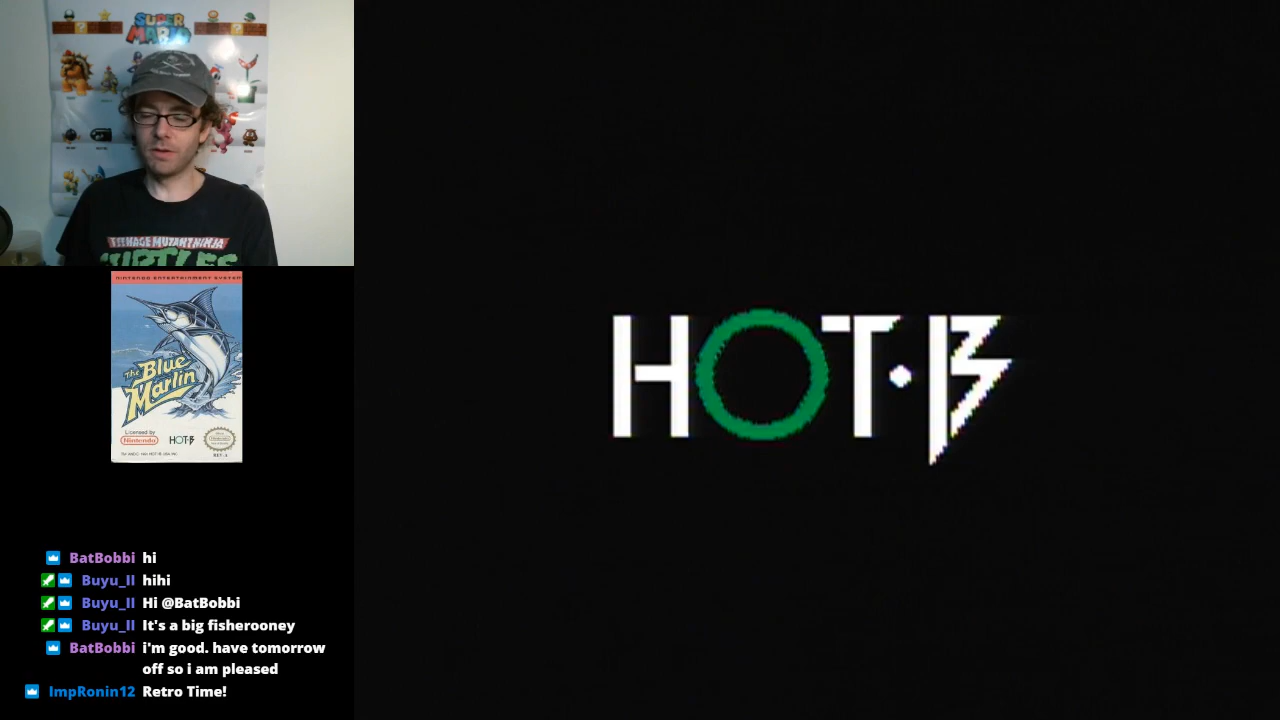 SUPER
MARIO
TEENAGE MUTANT NINJA
TURTLES
NINTENDO ENTERTAINMENT SYSTEM
The Blue
Marlin
Licensed by
Nintendo
HOT·B
REV-A
HOT·B
BatBobbi hi
Buyu_II hihi
Buyu_II Hi @BatBobbi
Buyu_II It's a big fisherooney
BatBobbi i'm good. have tomorrow
off so i am pleased
ImpRonin12 Retro Time!